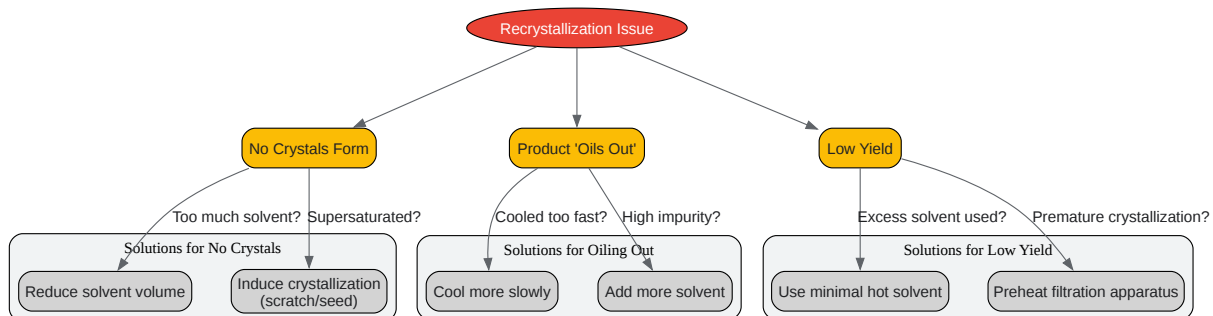 Recrystallization Issue
No Crystals Form
Product 'Oils Out'
Low Yield
Too much solvent?
Supersaturated?
Cooled too fast?
High impurity?
Excess solvent used?
Premature crystallization?
Solutions for No Crystals
Solutions for Oiling Out
Solutions for Low Yield
Reduce solvent volume
Induce crystallization
(scratch/seed)
Cool more slowly
Add more solvent
Use minimal hot solvent
Preheat filtration apparatus